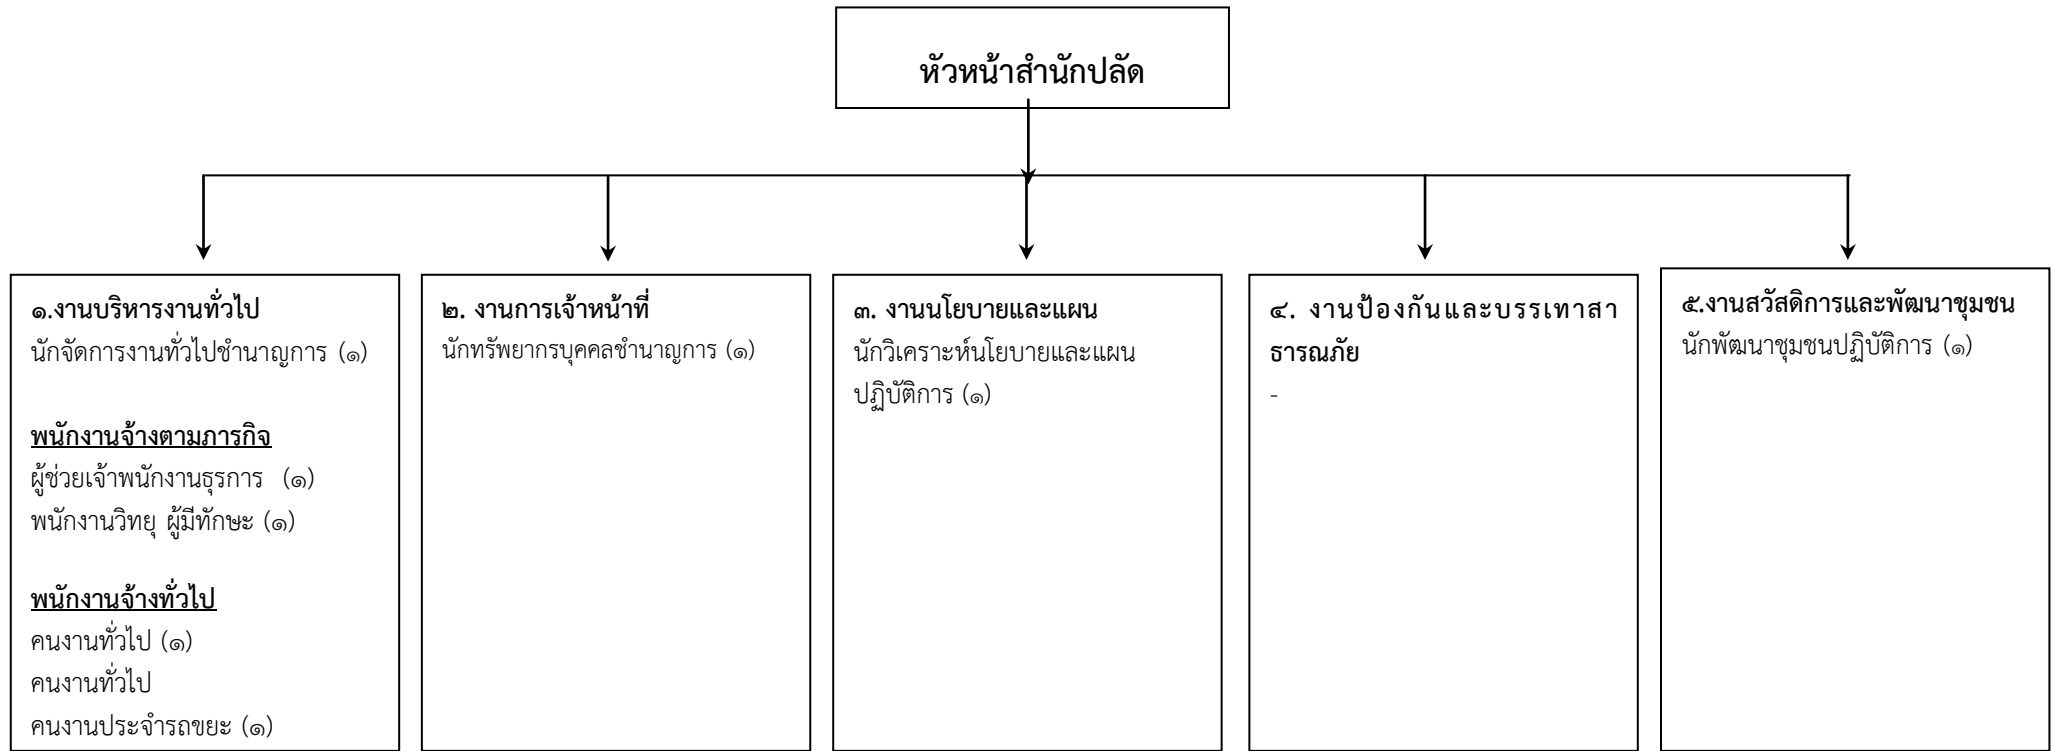 หัวหน้าสำนักปลัด
๑.งานบริหารงานทั่วไป
นักจัดการงานทั่วไปชำนาญการ (๑)
พนักงานจ้างตามภารกิจ
ผู้ช่วยเจ้าพนักงานธุรการ (๑)
พนักงานวิทยุ ผู้มีทักษะ (๑)
พนักงานจ้างทั่วไป
คนงานทั่วไป (๑)
คนงานทั่วไป
คนงานประจำรถขยะ (๑)
๒. งานการเจ้าหน้าที่
นักทรัพยากรบุคคลชำนาญการ (๑)
๓. งานนโยบายและแผน
นักวิเคราะห์นโยบายและแผน
ปฏิบัติการ (๑)
๔. งานป้องกันและบรรเทาสา
ธารณภัย
-
๕.งานสวัสดิการและพัฒนาชุมชน
นักพัฒนาชุมชนปฏิบัติการ (๑)